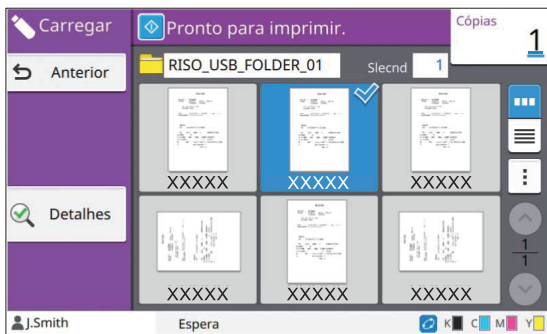 Carregar
Pronto para imprimir.
Cópias
1
Anterior
RISO_USB_FOLDER_01
Slecnd 1
XXXXX XXXXX XXXXX
Detalhes
1
1
XXXXX XXXXX XXXXX
J.Smith
Espera
K C M Y